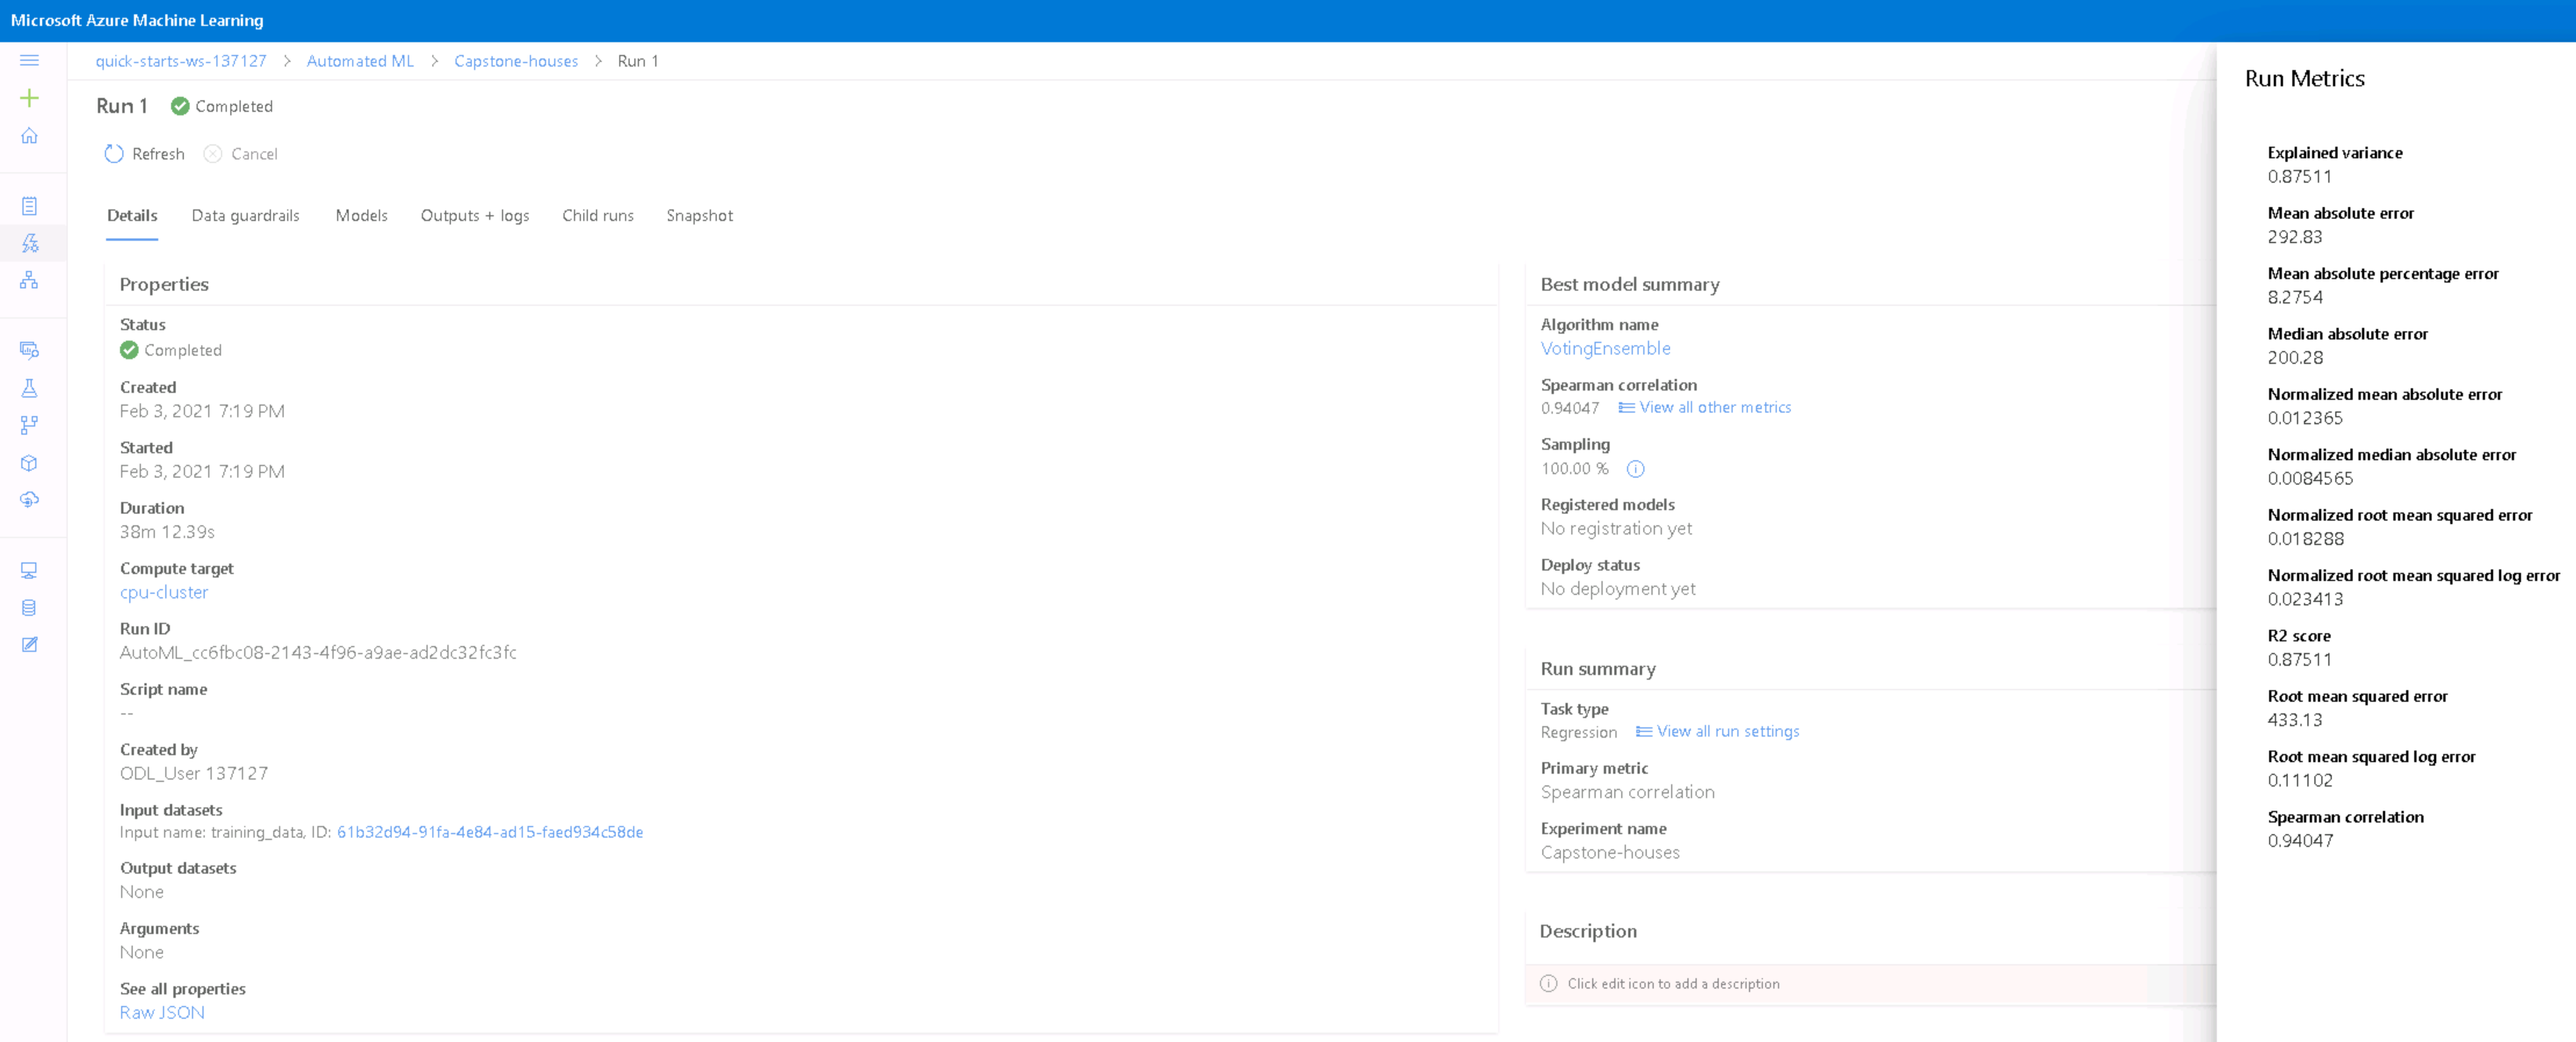 Microsoft Azure Machine Learning
quick-starts-ws-137127 > Automated ML > Capstone-houses > Run 1
Run 1 Completed
Refresh Cancel
Details Data guardrails Models Outputs + logs Child runs Snapshot
Properties
Status
Completed
Created
Feb 3, 2021 7:19 PM
Started
Feb 3, 2021 7:19 PM
Duration
38m 12.39s
Compute target
cpu-cluster
Run ID
AutoML_cc6fbc08-2143-4f96-a9ae-ad2dc32fc3fc
Script name
--
Created by
ODL_User 137127
Input datasets
Input name: training_data, ID: 61b32d94-91fa-4e84-ad15-faed934c58de
Output datasets
None
Arguments
None
See all properties
Raw JSON
Best model summary
Algorithm name
VotingEnsemble
Spearman correlation
0.94047 View all other metrics
Sampling
100.00 %
Registered models
No registration yet
Deploy status
No deployment yet
Run summary
Task type
Regression View all run settings
Primary metric
Spearman correlation
Experiment name
Capstone-houses
Description
Click edit icon to add a description
Run Metrics
Explained variance
0.87511
Mean absolute error
292.83
Mean absolute percentage error
8.2754
Median absolute error
200.28
Normalized mean absolute error
0.012365
Normalized median absolute error
0.0084565
Normalized root mean squared error
0.018288
Normalized root mean squared log error
0.023413
R2 score
0.87511
Root mean squared error
433.13
Root mean squared log error
0.11102
Spearman correlation
0.94047